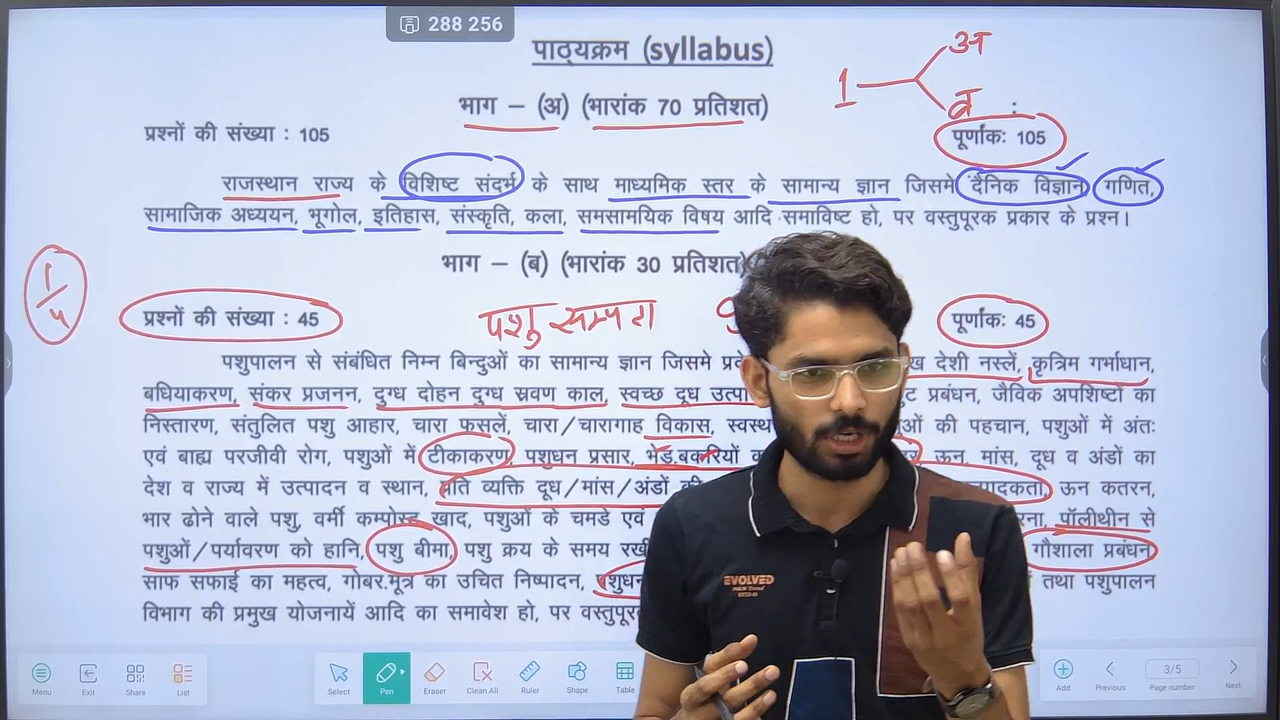 288 256
पाठ्यक्रम (syllabus)
1 अ ब
भाग – (अ) (भारांक 70 प्रतिशत)
प्रश्नों की संख्या : 105 पूर्णांकः 105
राजस्थान राज्य के विशिष्ट संदर्भ के साथ माध्यमिक स्तर के सामान्य ज्ञान जिसमे दैनिक विज्ञान गणित,
सामाजिक अध्ययन, भूगोल, इतिहास, संस्कृति, कला, समसामयिक विषय आदि समाविष्ट हो, पर वस्तुपूरक प्रकार के प्रश्न।
भाग – (ब) (भारांक 30 प्रतिशत)
1/4
प्रश्नों की संख्या : 45 पशु सम्पदा पूर्णांकः 45
पशुपालन से संबंधित निम्न बिन्दुओं का सामान्य ज्ञान जिसमे देशी नस्लें, कृत्रिम गर्भाधान,
बधियाकरण, संकर प्रजनन, दुग्ध दोहन दुग्ध स्रवण काल, स्वच्छ दूध प्रबंधन, जैविक अपशिष्टों का
निस्तारण, संतुलित पशु आहार, चारा फसलें, चारा/चारागाह विकास, की पहचान, पशुओं में अंतः
एवं बाह्य परजीवी रोग, पशुओं में टीकाकरण, पशुधन प्रसार, भेड.बकरियों ऊन, मांस, दूध व अंडों का
देश व राज्य में उत्पादन व स्थान, प्रति व्यक्ति दूध/मांस/अंडों की ऊन कतरन,
भार ढोने वाले पशु, वर्मी कम्पोस्ट खाद, पशुओं के चमडे एवं पॉलीथीन से
पशुओं/पर्यावरण को हानि, पशु बीमा, पशु क्रय के समय गौशाला प्रबंधन
साफ सफाई का महत्व, गोबर.मूत्र का उचित निष्पादन, तथा पशुपालन
विभाग की प्रमुख योजनायें आदि का समावेश हो, पर
EVOLVED
Menu Exit Share List Select Pen Eraser Clean All Ruler Shape Table Add Previous 3/5 Page number Next